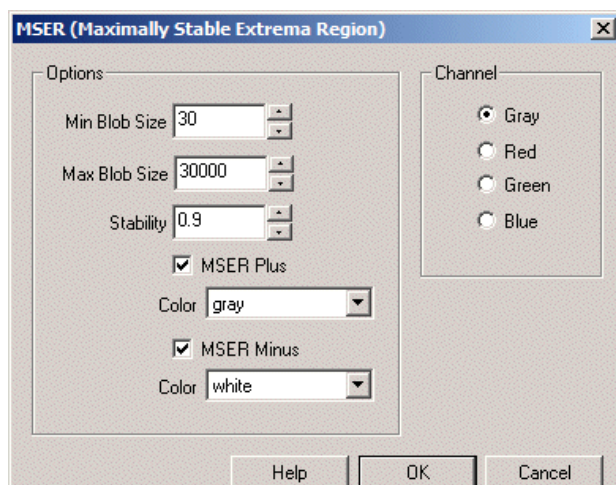 MSER (Maximally Stable Extrema Region)
Options
Min Blob Size 30
Max Blob Size 30000
Stability 0.9
MSER Plus
Color gray
MSER Minus
Color white
Channel
Gray
Red
Green
Blue
Help OK Cancel